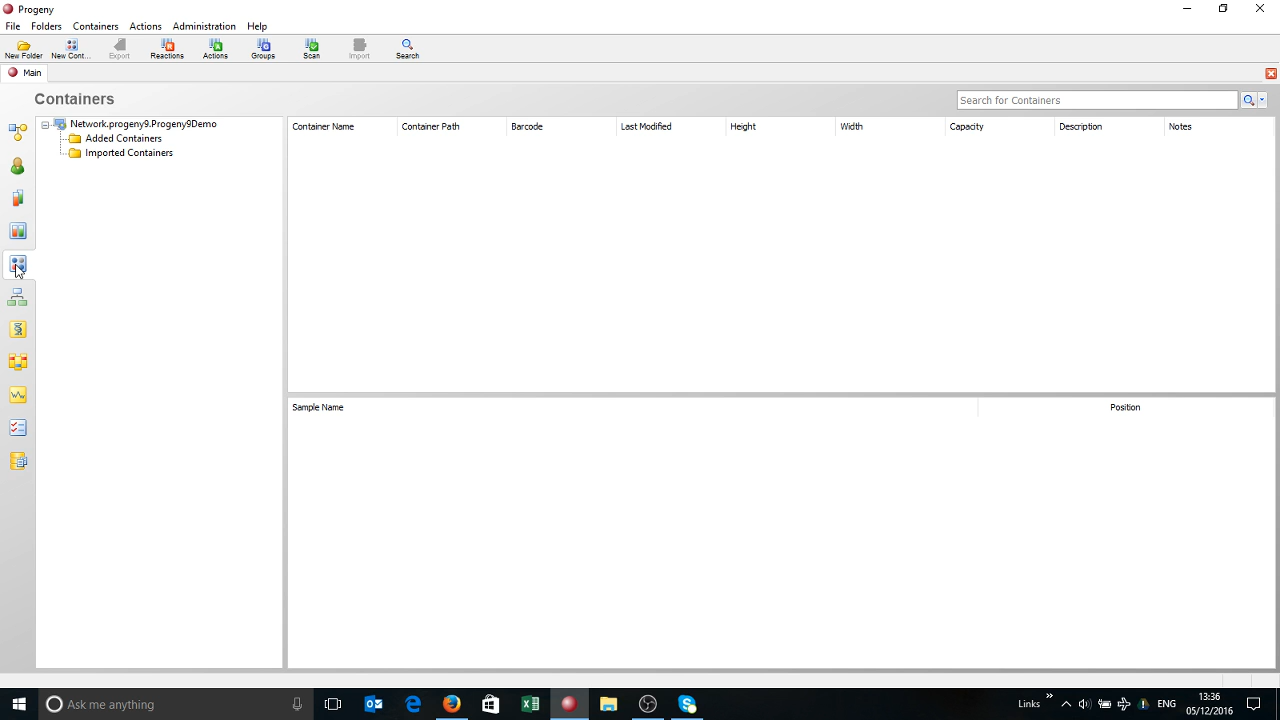 Progeny
File Folders Containers Actions Administration Help
New Folder New Cont... Export Reactions Actions Groups Scan Import Search
Main
Containers Search for Containers
Network.progeny9.Progeny9Demo
Added Containers
Imported Containers
Container Name Container Path Barcode Last Modified Height Width Capacity Description Notes
Sample Name Position
Ask me anything
Links ENG 13:36
05/12/2016